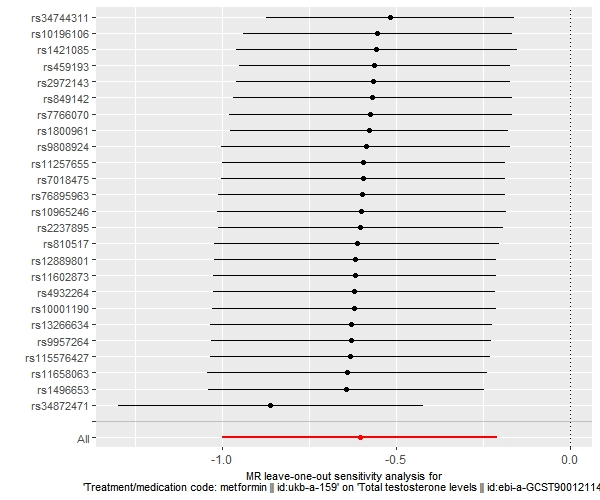 rs34744311
rs10196106
rs1421085
rs459193
rs2972143
rs849142
rs7766070
rs1800961
rs9808924
rs11257655
rs7018475
rs76895963
rs10965246
rs2237895
rs810517
rs12889801
rs11602873
rs4932264
rs10001190
rs13266634
rs9957264
rs115576427
rs11658063
rs1496653
rs34872471
All
-1.0 -0.5 0.0
MR leave-one-out sensitivity analysis for
'Treatment/medication code: metformin || id:ukb-a-159' on 'Total testosterone levels || id:ebi-a-GCST90012114